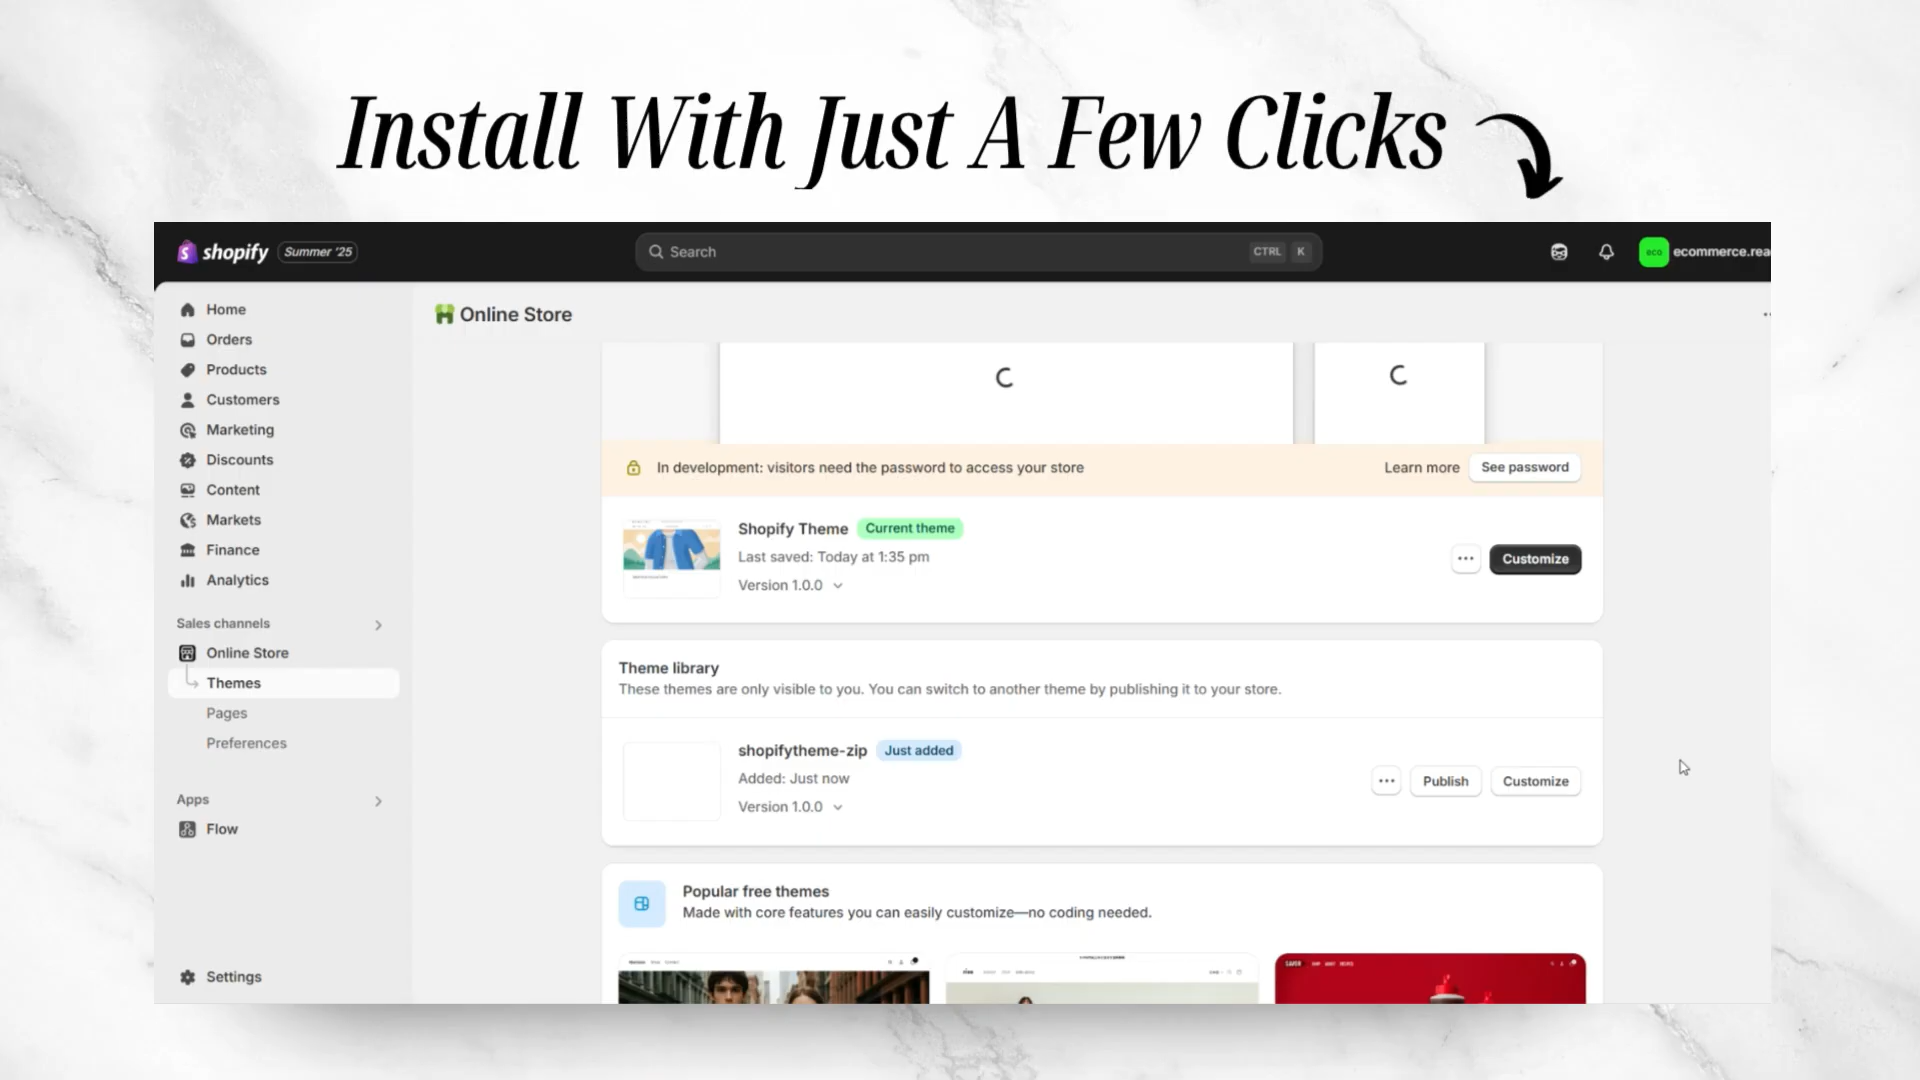 Install With Just A Few Clicks
shopify Summer '25
Search CTRL K
eco ecommerce.rea
Home
Orders
Products
Customers
Marketing
Discounts
Content
Markets
Finance
Analytics
Sales channels
Online Store
Themes
Pages
Preferences
Apps
Flow
Settings
Online Store
In development: visitors need the password to access your store Learn more See password
Shopify Theme Current theme
Last saved: Today at 1:35 pm
Version 1.0.0
Customize
Theme library
These themes are only visible to you. You can switch to another theme by publishing it to your store.
shopifytheme-zip Just added
Added: Just now
Version 1.0.0
Publish Customize
Popular free themes
Made with core features you can easily customize—no coding needed.